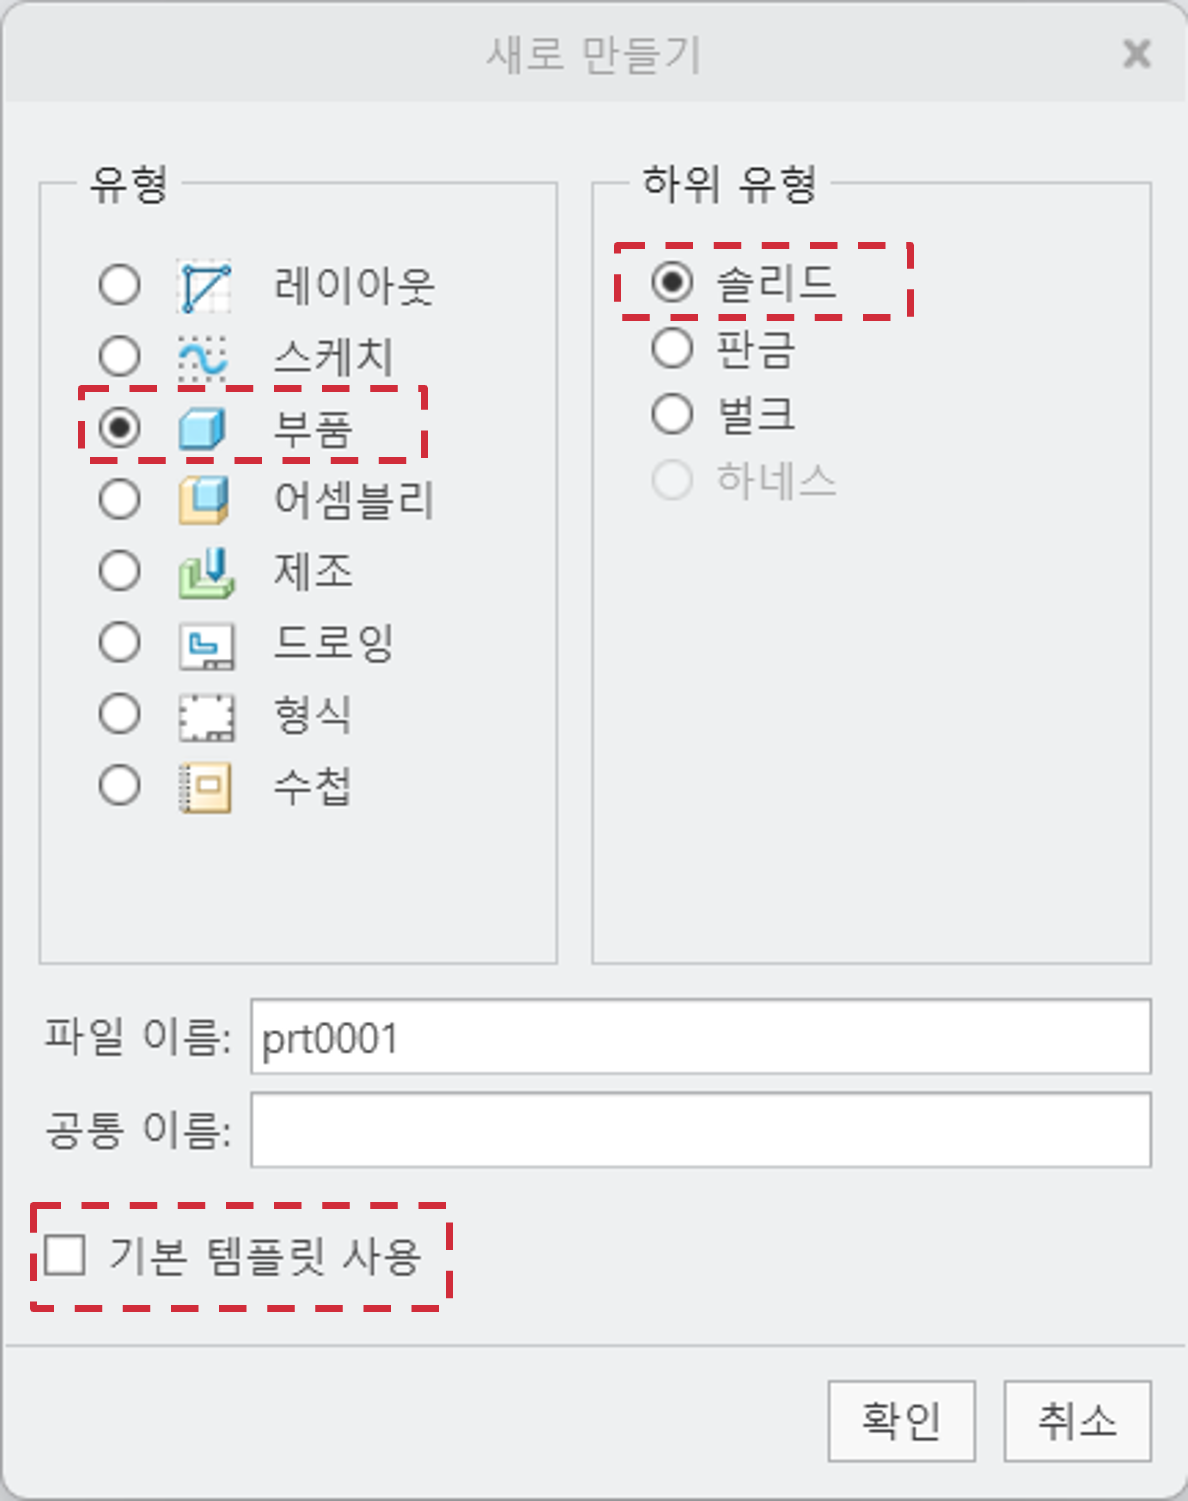 새로 만들기
유형
레이아웃
스케치
부품
어셈블리
제조
드로잉
형식
수첩
하위 유형
솔리드
판금
벌크
하네스
파일 이름: prt0001
공통 이름:
기본 템플릿 사용
확인 취소